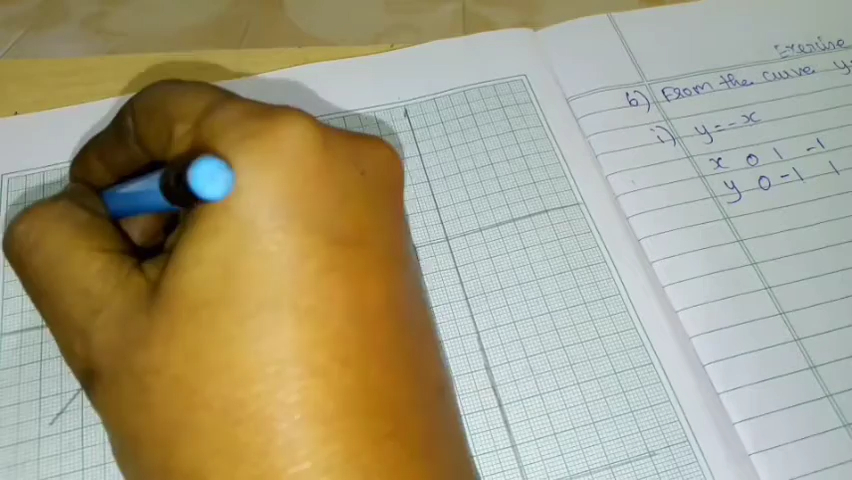 Exercise
b) From the curve y=
i) y=-x
x 0 1 -1
y 0 -1 1